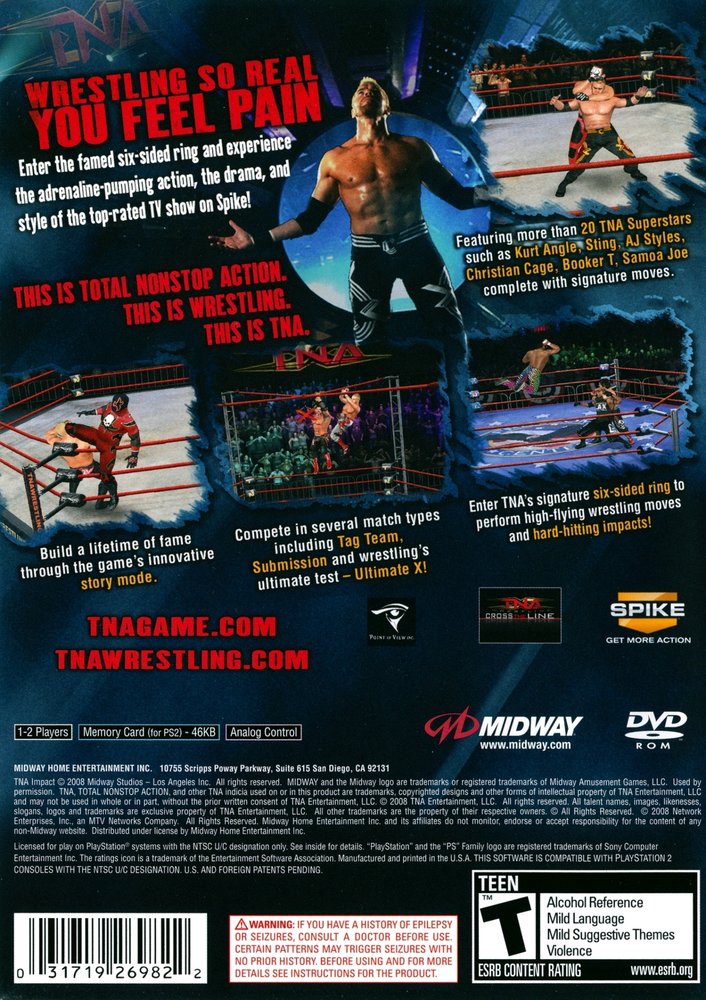 TNA
WRESTLING SO REAL
YOU FEEL PAIN
Enter the famed six-sided ring and experience
the adrenaline-pumping action, the drama, and
style of the top-rated TV show on Spike!
THIS IS TOTAL NONSTOP ACTION.
THIS IS WRESTLING.
THIS IS TNA.
Featuring more than 20 TNA Superstars
such as Kurt Angle, Sting, AJ Styles,
Christian Cage, Booker T, Samoa Joe
complete with signature moves.
TNA
TNAWRESTLING
Build a lifetime of fame
through the game's innovative
story mode.
Compete in several match types
including Tag Team,
Submission and wrestling's
ultimate test – Ultimate X!
Enter TNA's signature six-sided ring to
perform high-flying wrestling moves
and hard-hitting impacts!
TNAGAME.COM
TNAWRESTLING.COM
POINT OF VIEW INC
TNA
CROSS THE LINE
SPIKE
GET MORE ACTION
1-2 Players
Memory Card (for PS2) - 46KB
Analog Control
MIDWAY
www.midway.com
DVD
ROM
MIDWAY HOME ENTERTAINMENT INC. 10755 Scripps Poway Parkway, Suite 615 San Diego, CA 92131
TNA Impact © 2008 Midway Studios – Los Angeles Inc. All rights reserved. MIDWAY and the Midway logo are trademarks or registered trademarks of Midway Amusement Games, LLC. Used by
permission. TNA, TOTAL NONSTOP ACTION, and other TNA indicia used on or in this product are trademarks, copyrighted designs and other forms of intellectual property of TNA Entertainment, LLC
and may not be used in whole or in part, without the prior written consent of TNA Entertainment, LLC. © 2008 TNA Entertainment, LLC. All rights reserved. All talent names, images, likenesses,
slogans, logos and trademarks are exclusive property of TNA Entertainment, LLC. All other trademarks are the property of their respective owners. © All Rights Reserved. © 2008 Network
Enterprises, Inc., an MTV Networks Company. All Rights Reserved. Midway Home Entertainment Inc. and its affiliates do not monitor, endorse or accept responsibility for the content of any
non-Midway website. Distributed under license by Midway Home Entertainment Inc.
Licensed for play on PlayStation® systems with the NTSC U/C designation only. See inside for details. "PlayStation" and the "PS" Family logo are registered trademarks of Sony Computer
Entertainment Inc. The ratings icon is a trademark of the Entertainment Software Association. Manufactured and printed in the U.S.A. THIS SOFTWARE IS COMPATIBLE WITH PLAYSTATION 2
CONSOLES WITH THE NTSC U/C DESIGNATION. U.S. AND FOREIGN PATENTS PENDING.
0 31719 26982 2
WARNING: IF YOU HAVE A HISTORY OF EPILEPSY
OR SEIZURES, CONSULT A DOCTOR BEFORE USE.
CERTAIN PATTERNS MAY TRIGGER SEIZURES WITH
NO PRIOR HISTORY. BEFORE USING AND FOR MORE
DETAILS SEE INSTRUCTIONS FOR THE PRODUCT.
TEEN
T
TM
Alcohol Reference
Mild Language
Mild Suggestive Themes
Violence
ESRB CONTENT RATING
www.esrb.org